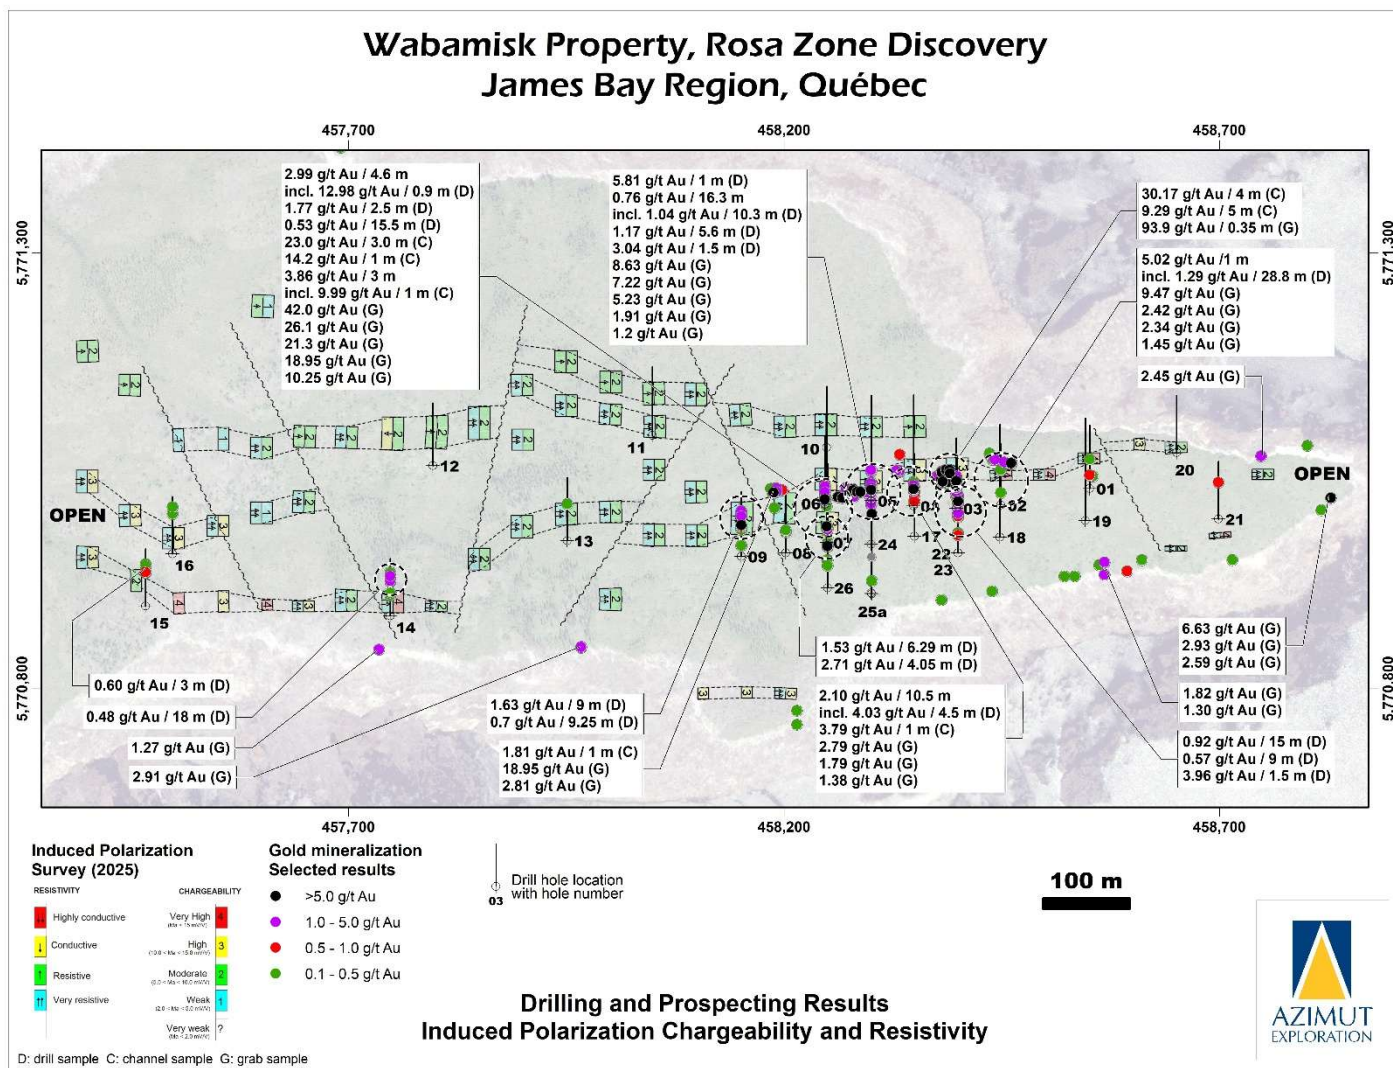 Wabamisk Property, Rosa Zone Discovery
James Bay Region, Québec
457,700
458,200
458,700
5,771,300
5,771,300
2.99 g/t Au / 4.6 m
incl. 12.98 g/t Au / 0.9 m (D)
1.77 g/t Au / 2.5 m (D)
0.53 g/t Au / 15.5 m (D)
23.0 g/t Au / 3.0 m (C)
14.2 g/t Au / 1 m (C)
3.86 g/t Au / 3 m
incl. 9.99 g/t Au / 1 m (C)
42.0 g/t Au (G)
26.1 g/t Au (G)
21.3 g/t Au (G)
18.95 g/t Au (G)
10.25 g/t Au (G)
5.81 g/t Au / 1 m (D)
0.76 g/t Au / 16.3 m
incl. 1.04 g/t Au / 10.3 m (D)
1.17 g/t Au / 5.6 m (D)
3.04 g/t Au / 1.5 m (D)
8.63 g/t Au (G)
7.22 g/t Au (G)
5.23 g/t Au (G)
1.91 g/t Au (G)
1.2 g/t Au (G)
30.17 g/t Au / 4 m (C)
9.29 g/t Au / 5 m (C)
93.9 g/t Au / 0.35 m (G)
5.02 g/t Au /1 m
incl. 1.29 g/t Au / 28.8 m (D)
9.47 g/t Au (G)
2.42 g/t Au (G)
2.34 g/t Au (G)
1.45 g/t Au (G)
2.45 g/t Au (G)
11
10
12
20
OPEN
OPEN
01
06
05
03
02
13
09
08
24
17
18
19
21
16
22
23
26
25a
15
14
0.60 g/t Au / 3 m (D)
0.48 g/t Au / 18 m (D)
1.27 g/t Au (G)
2.91 g/t Au (G)
1.63 g/t Au / 9 m (D)
0.7 g/t Au / 9.25 m (D)
1.81 g/t Au / 1 m (C)
18.95 g/t Au (G)
2.81 g/t Au (G)
1.53 g/t Au / 6.29 m (D)
2.71 g/t Au / 4.05 m (D)
2.10 g/t Au / 10.5 m
incl. 4.03 g/t Au / 4.5 m (D)
3.79 g/t Au / 1 m (C)
2.79 g/t Au (G)
1.79 g/t Au (G)
1.38 g/t Au (G)
6.63 g/t Au (G)
2.93 g/t Au (G)
2.59 g/t Au (G)
1.82 g/t Au (G)
1.30 g/t Au (G)
0.92 g/t Au / 15 m (D)
0.57 g/t Au / 9 m (D)
3.96 g/t Au / 1.5 m (D)
5,770,800
5,770,800
457,700
458,200
458,700
Induced Polarization
Survey (2025)
RESISTIVITY
CHARGEABILITY
Highly conductive
Very High
4
Conductive
High
3
Resistive
Moderate
2
Very resistive
Weak
1
Very weak
?
Gold mineralization
Selected results
>5.0 g/t Au
1.0 - 5.0 g/t Au
0.5 - 1.0 g/t Au
0.1 - 0.5 g/t Au
03
Drill hole location
with hole number
100 m
Drilling and Prospecting Results
Induced Polarization Chargeability and Resistivity
AZIMUT
EXPLORATION
D: drill sample C: channel sample G: grab sample